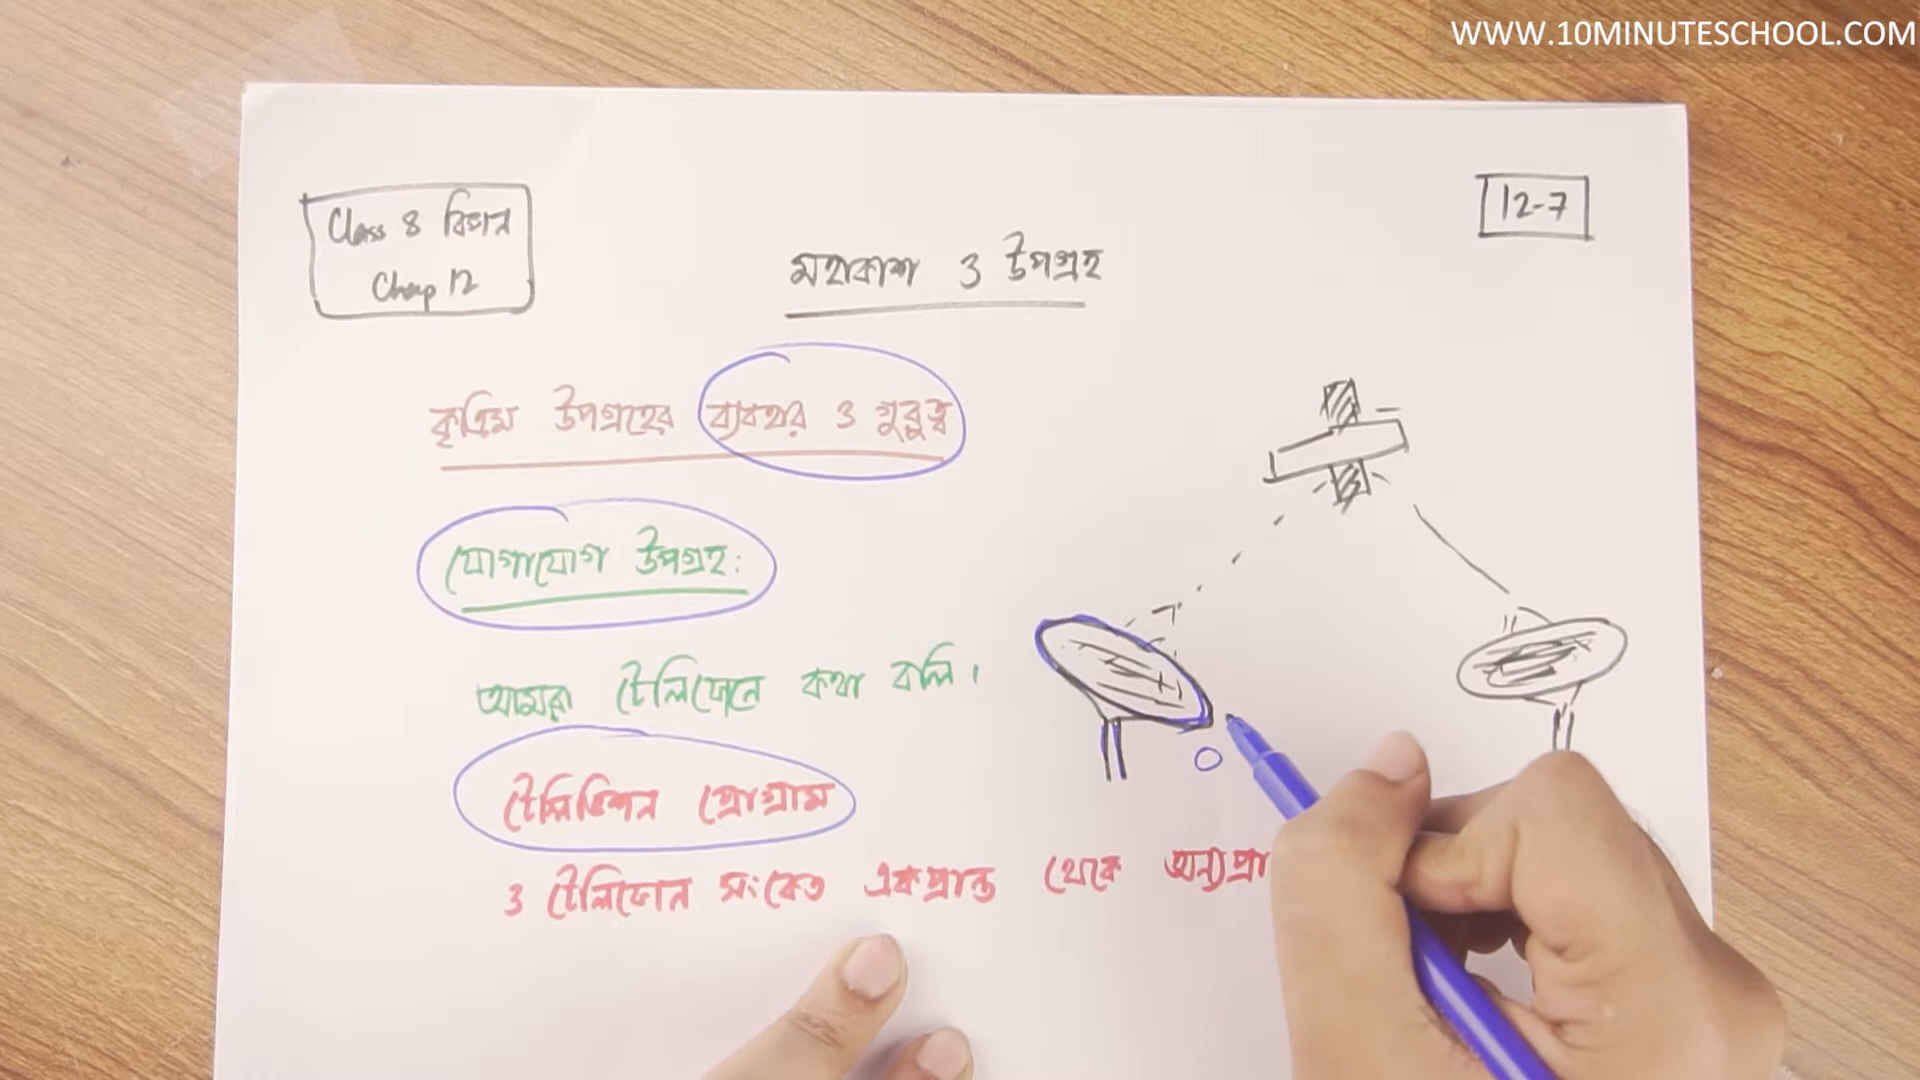 WWW.10MINUTESCHOOL.COM
Class 8 বিজ্ঞান
Chap 12
12-7
মহাকাশ ও উপগ্রহ
কৃত্রিম উপগ্রহের ব্যবহার ও গুরুত্ব
যোগাযোগ উপগ্রহ:
আমরা টেলিফোনে কথা বলি।
টেলিভিশন প্রোগ্রাম
ও টেলিফোন সংকেত একপ্রান্ত থেকে অন্যপ্রা